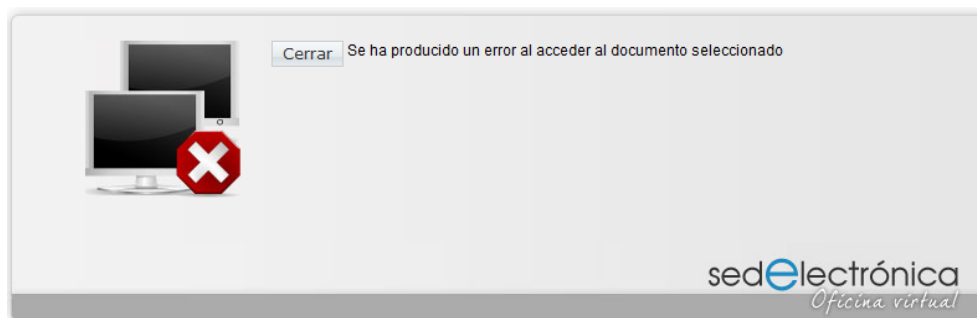 Cerrar Se ha producido un error al acceder al documento seleccionado
sedelectrónica
Oficina virtual